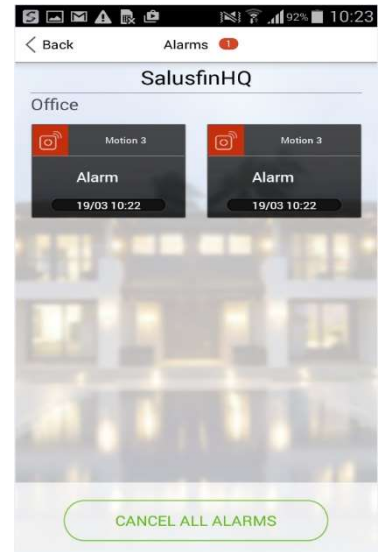 92% 10:23
Back Alarms 1
SalusfinHQ
Office
Motion 3 Motion 3
Alarm Alarm
19/03 10:22 19/03 10:22
CANCEL ALL ALARMS